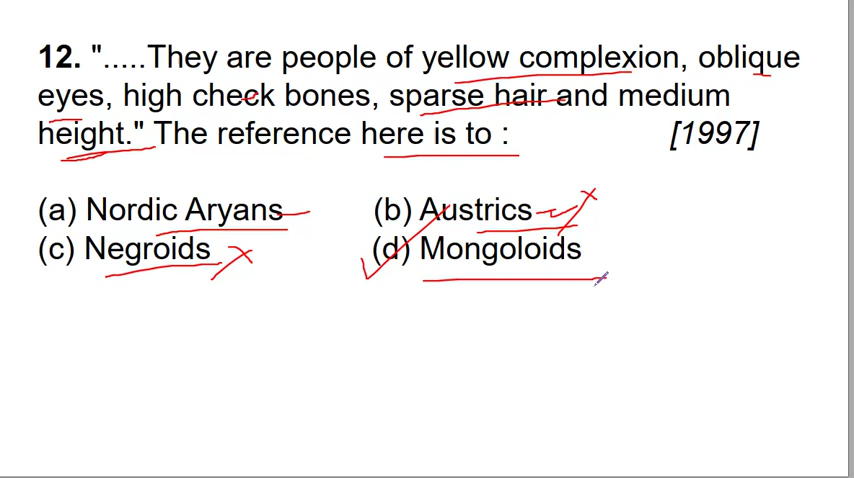 12. ".....They are people of yellow complexion, oblique
eyes, high check bones, sparse hair and medium
height." The reference here is to : [1997]
(a) Nordic Aryans (b) Austrics
(c) Negroids (d) Mongoloids